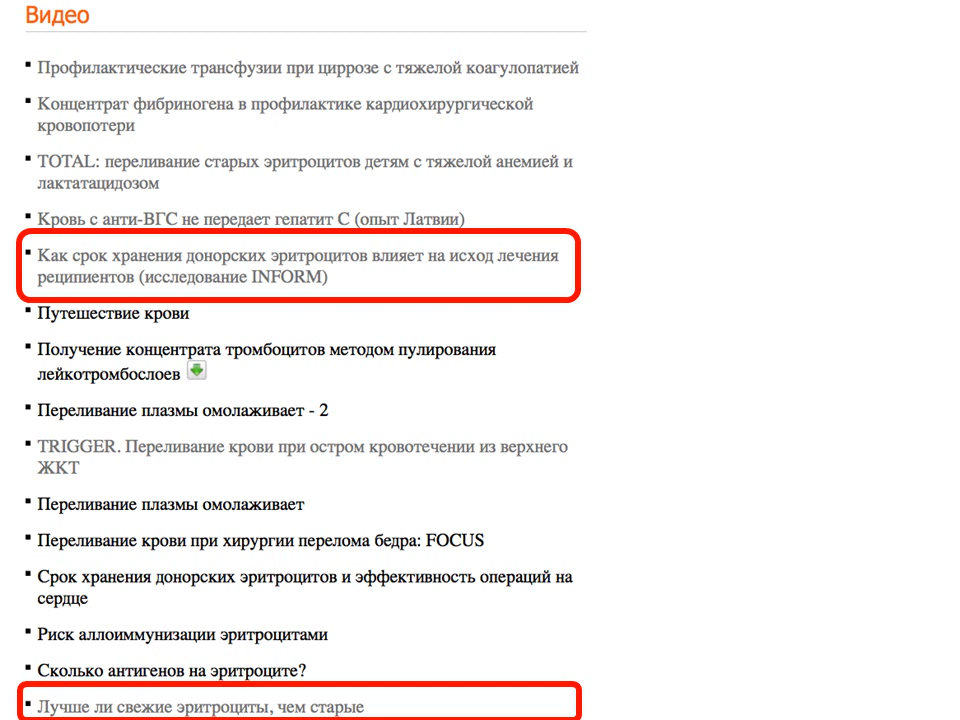 Видео
Профилактические трансфузии при циррозе с тяжелой коагулопатией
Концентрат фибриногена в профилактике кардиохирургической
кровопотери
TOTAL: переливание старых эритроцитов детям с тяжелой анемией и
лактатацидозом
Кровь с анти-ВГС не передает гепатит С (опыт Латвии)
Как срок хранения донорских эритроцитов влияет на исход лечения
реципиентов (исследование INFORM)
Путешествие крови
Получение концентрата тромбоцитов методом пулирования
лейкотромбослоев
Переливание плазмы омолаживает - 2
TRIGGER. Переливание крови при остром кровотечении из верхнего
ЖКТ
Переливание плазмы омолаживает
Переливание крови при хирургии перелома бедра: FOCUS
Срок хранения донорских эритроцитов и эффективность операций на
сердце
Риск аллоиммунизации эритроцитами
Сколько антигенов на эритроците?
Лучше ли свежие эритроциты, чем старые